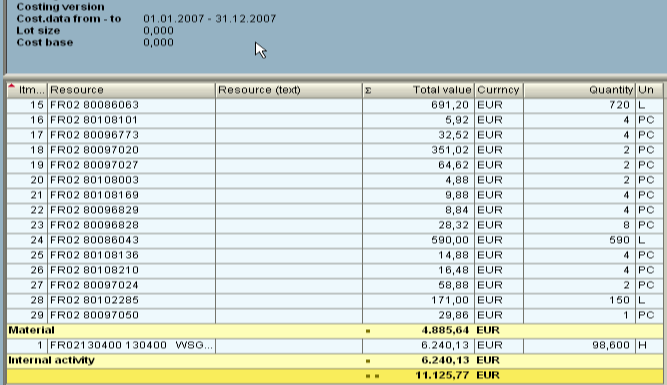 Costing version
Cost.data from - to 01.01.2007 - 31.12.2007
Lot size 0,000
Cost base 0,000
Itm... Resource Resource (text) Σ Total value Currncy Quantity Un
15 FR02 80086063 691,20 EUR 720 L
16 FR02 80108101 5,92 EUR 4 PC
17 FR02 80096773 32,52 EUR 4 PC
18 FR02 80097020 351,02 EUR 2 PC
19 FR02 80097027 64,62 EUR 2 PC
20 FR02 80108003 4,88 EUR 2 PC
21 FR02 80108169 9,88 EUR 4 PC
22 FR02 80096829 8,84 EUR 4 PC
23 FR02 80096828 28,32 EUR 8 PC
24 FR02 80086043 590,00 EUR 590 L
25 FR02 80108136 14,88 EUR 4 PC
26 FR02 80108210 16,48 EUR 4 PC
27 FR02 80097024 58,88 EUR 2 PC
28 FR02 80102285 171,00 EUR 150 L
29 FR02 80097050 29,86 EUR 1 PC
Material 4.885,64 EUR
1 FR02130400 130400 WSG... 6.240,13 EUR 98,600 H
Internal activity 6.240,13 EUR
11.125,77 EUR